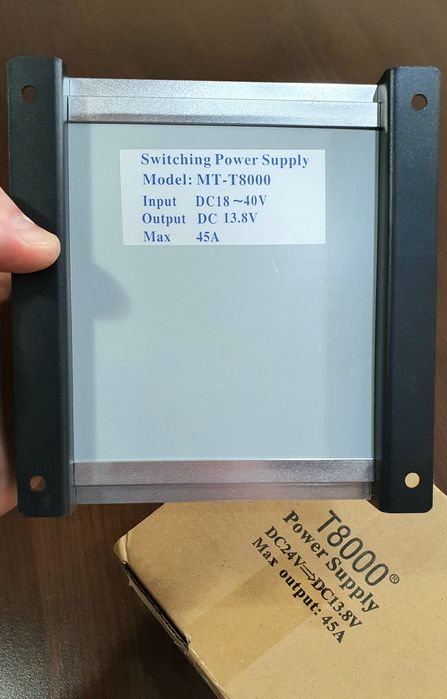 Switching Power Supply
Model: MT-T8000
Input DC18～40V
Output DC 13.8V
Max 45A
T8000®
Power Supply
DC24V⇒DC13.8V
Max output: 45A